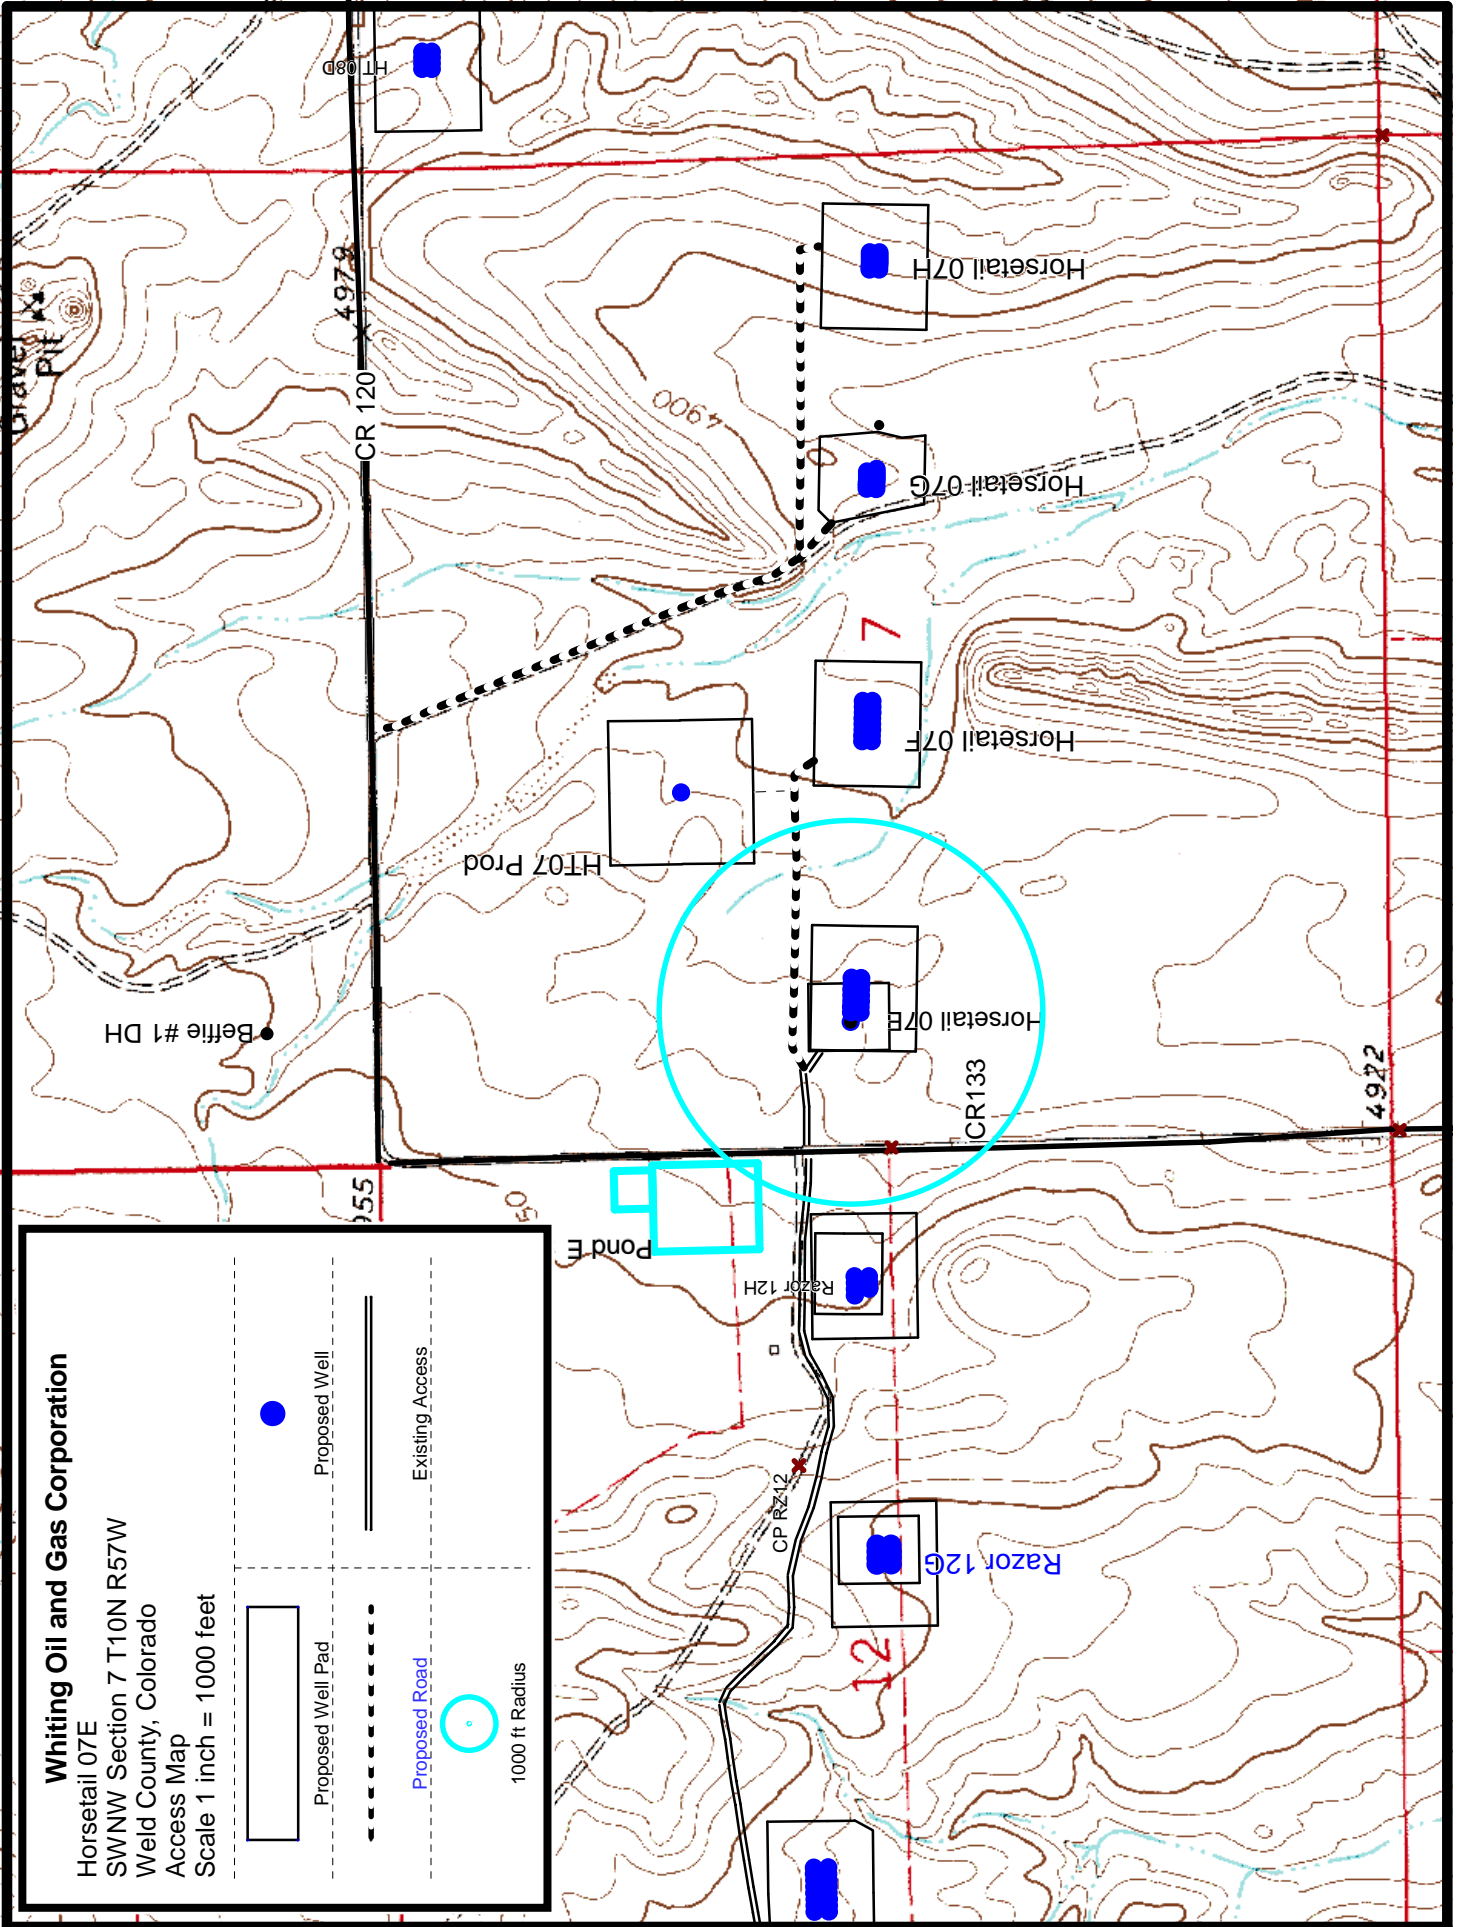 Whiting Oil and Gas Corporation
Horsetail 07E
SWNW Section 7 T10N R57W
Weld County, Colorado
Access Map
Scale 1 inch = 1000 feet
Proposed Well Pad
Proposed Well
Proposed Road
Existing Access
1000 ft Radius
HT 08D
Gravel
Pit
4979
CR 120
4900
Horsetail 07H
Horsetail 07G
7
Horsetail 07F
HT07 Prod
Beffie #1 DH
Horsetail 07E
CR133
4922
955
50
Pond E
Razor 12H
CP RZ12
Razor 12G
12